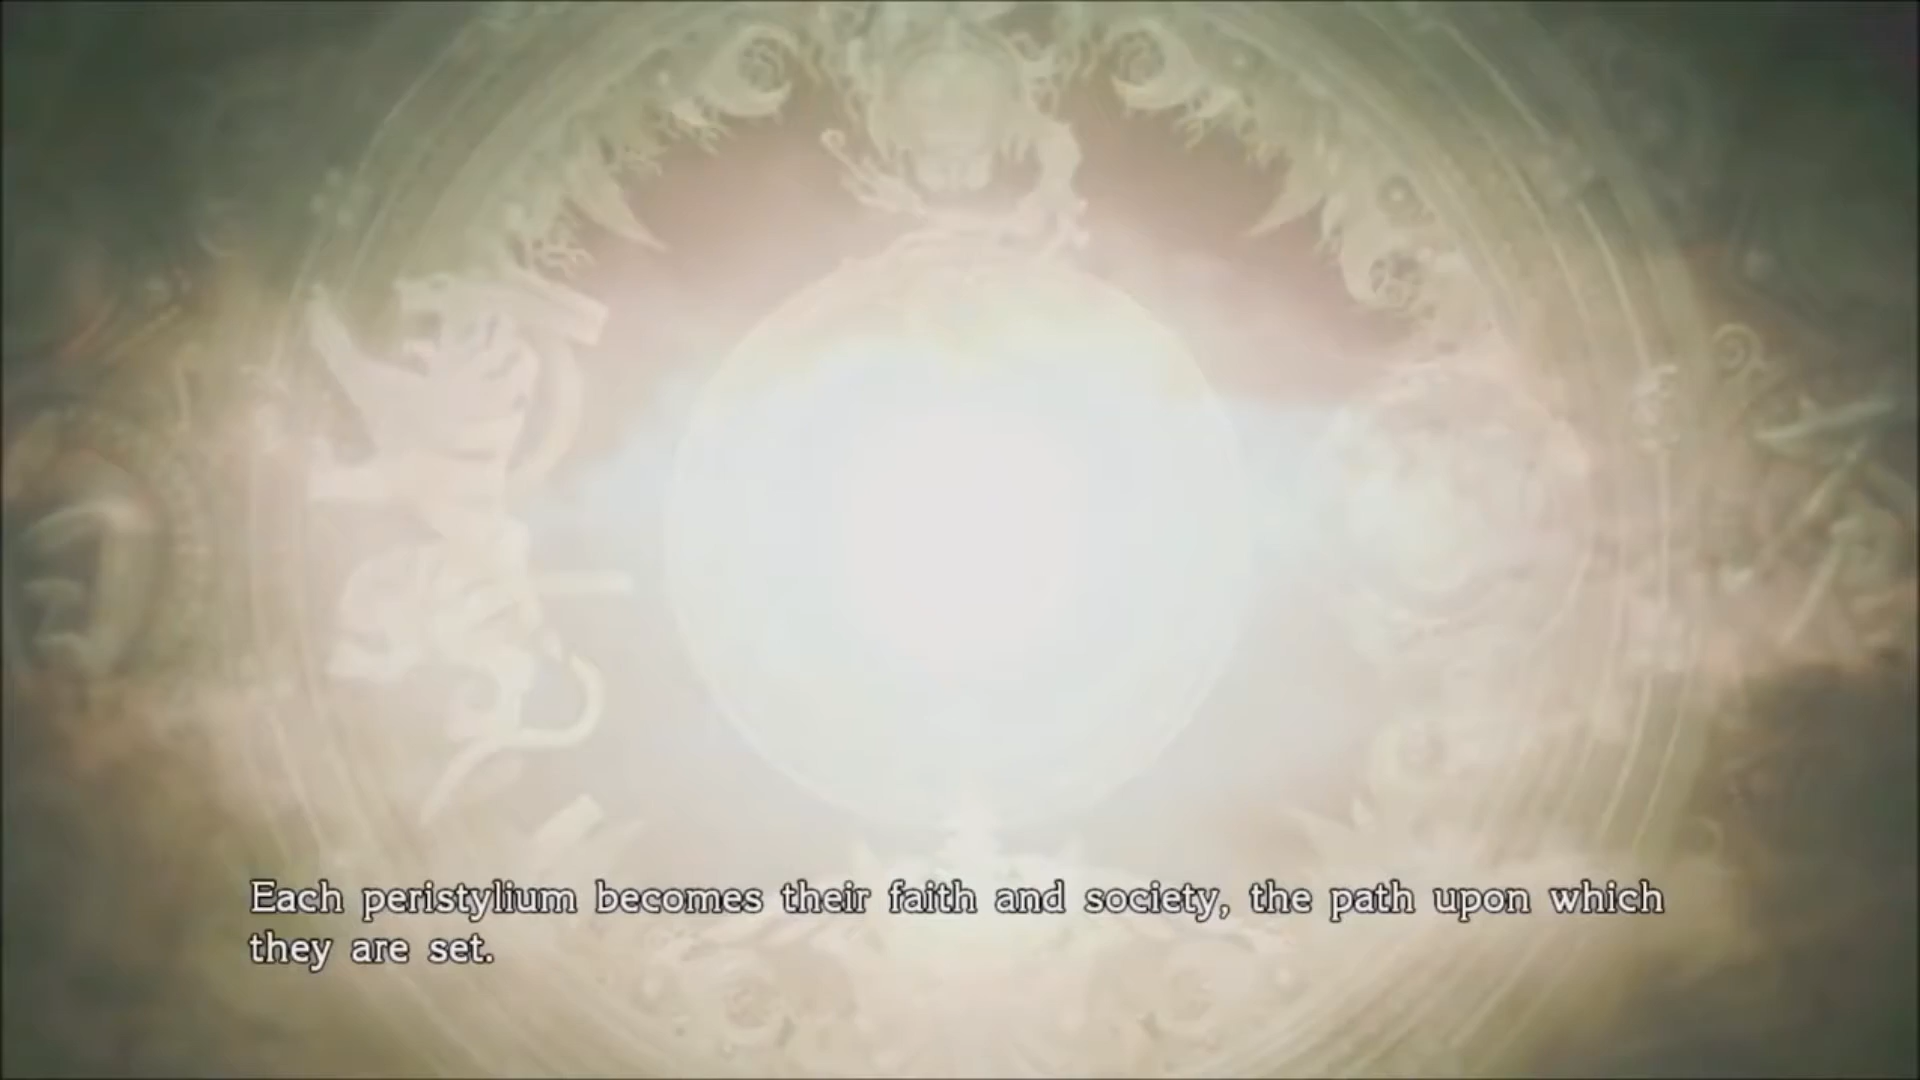 Each peristylium becomes their faith and society, the path upon which
they are set.